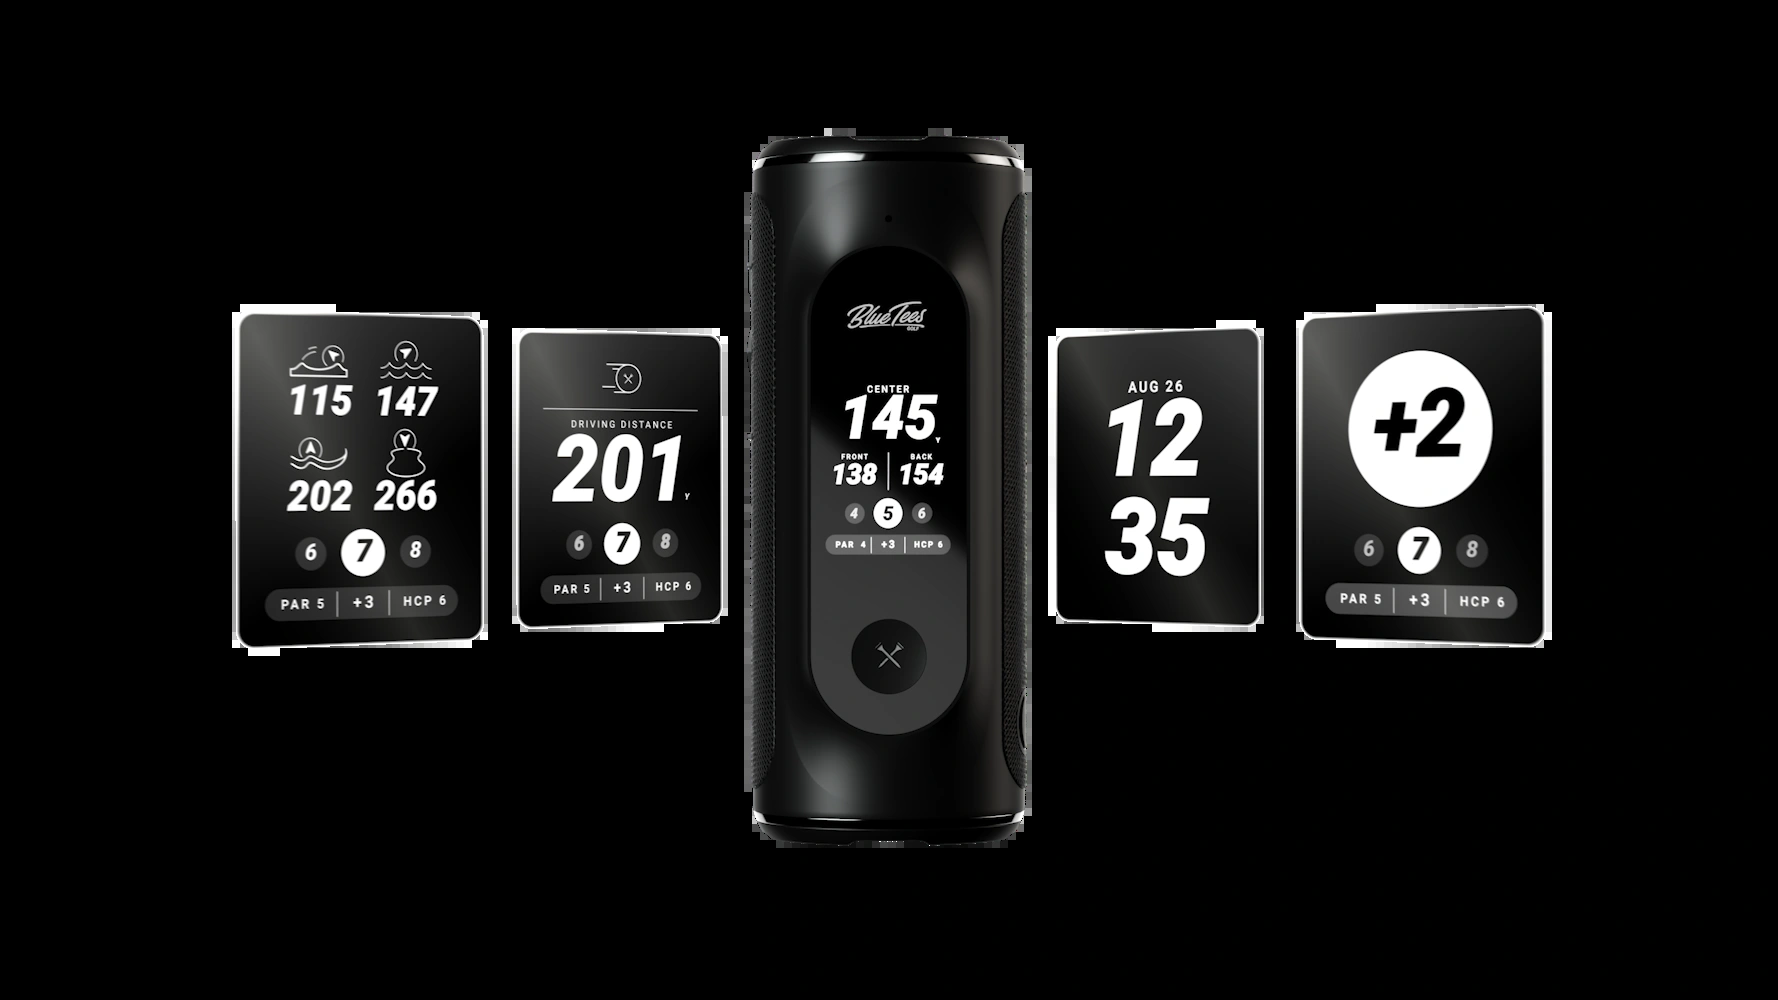 115 147
202 266
6 7 8
PAR 5 | +3 | HCP 6
DRIVING DISTANCE
201Y
6 7 8
PAR 5 | +3 | HCP 6
Blue Tees
GOLF
CENTER
145Y
FRONT BACK
138 | 154
4 5 6
PAR 4 | +3 | HCP 6
AUG 26
12
35
+2
6 7 8
PAR 5 | +3 | HCP 6